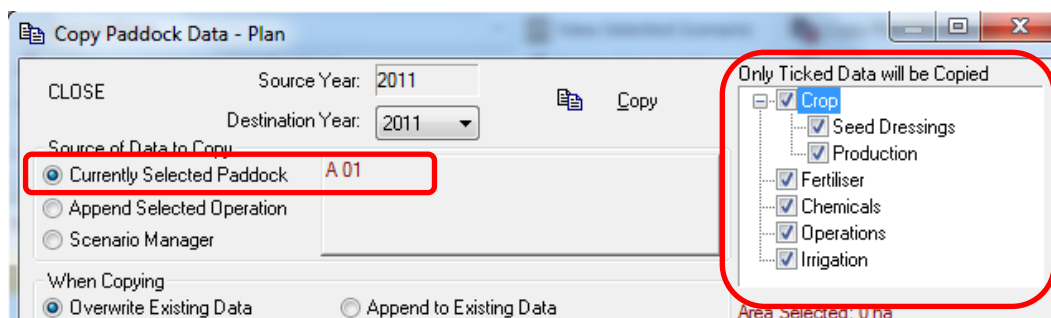 Copy Paddock Data - Plan
CLOSE
Source Year: 2011
Copy
Destination Year: 2011
Source of Data to Copy
Currently Selected Paddock A 01
Append Selected Operation
Scenario Manager
When Copying
Overwrite Existing Data Append to Existing Data
Only Ticked Data will be Copied
Crop
Seed Dressings
Production
Fertiliser
Chemicals
Operations
Irrigation
Area Selected: 0 ha